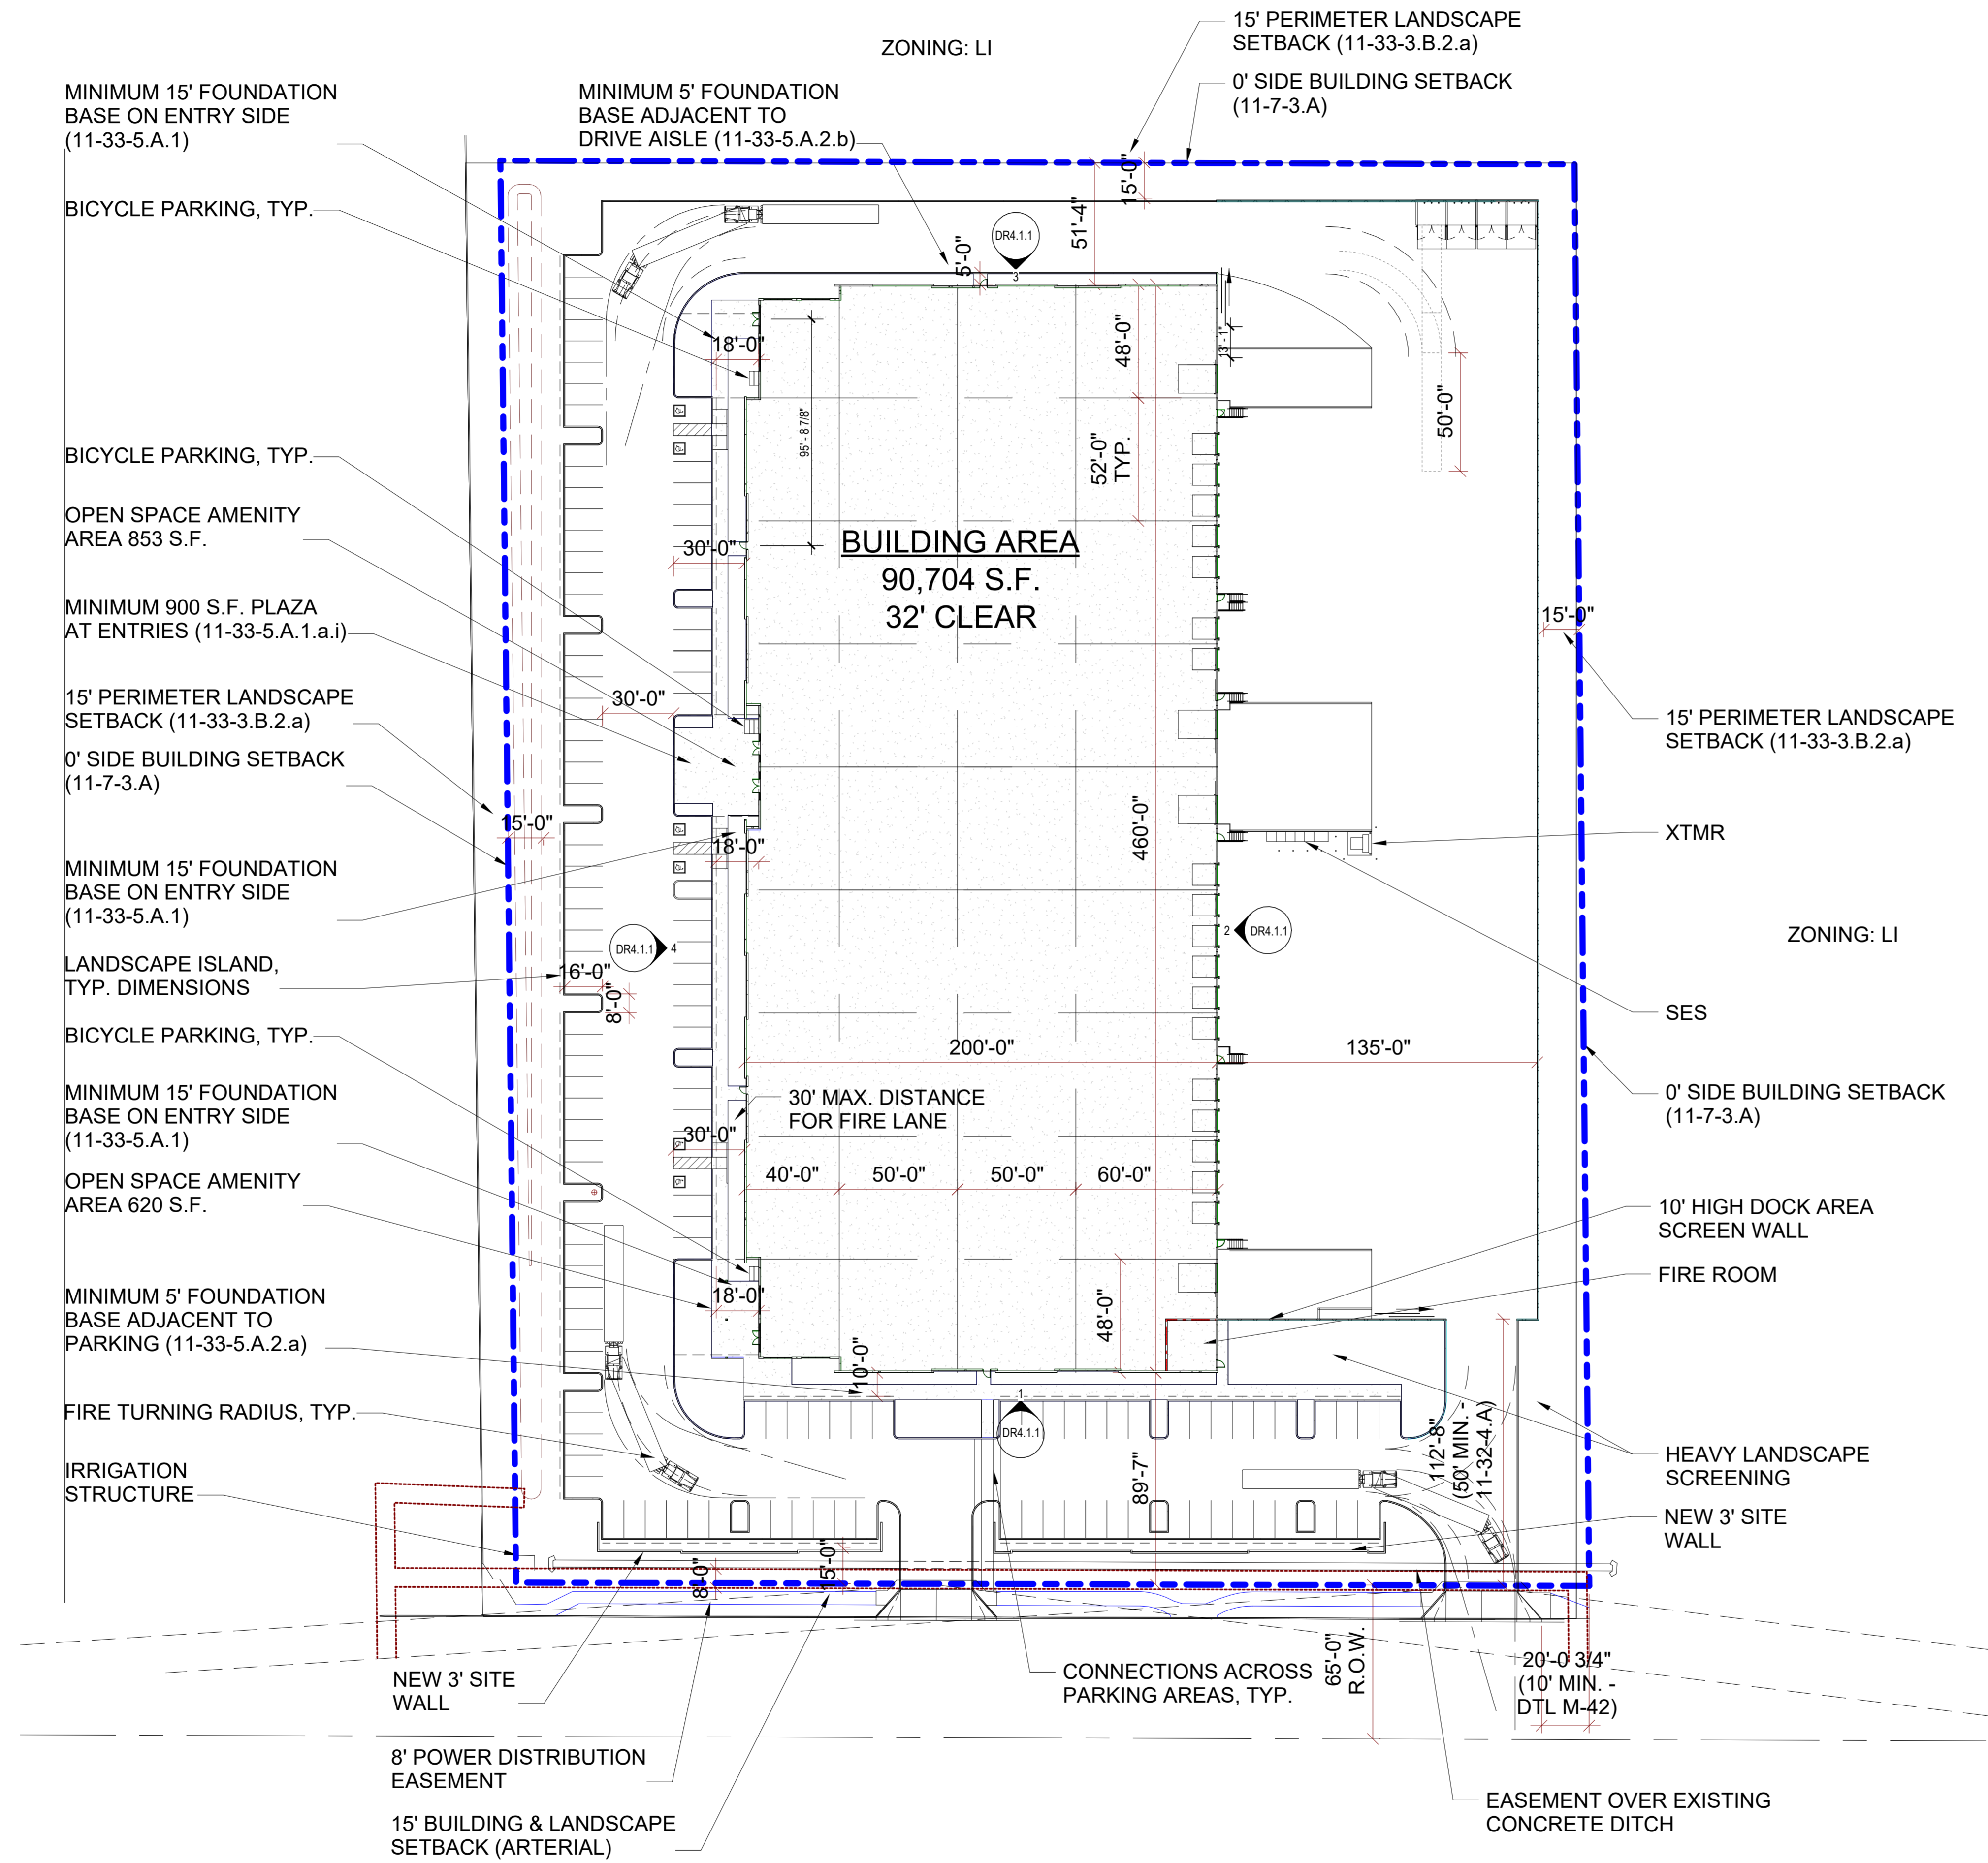 ZONING: LI
15' PERIMETER LANDSCAPE
SETBACK (11-33-3.B.2.a)
0' SIDE BUILDING SETBACK
(11-7-3.A)
MINIMUM 15' FOUNDATION
BASE ON ENTRY SIDE
(11-33-5.A.1)
MINIMUM 5' FOUNDATION
BASE ADJACENT TO
DRIVE AISLE (11-33-5.A.2.b)
BICYCLE PARKING, TYP.
BICYCLE PARKING, TYP.
OPEN SPACE AMENITY
AREA 853 S.F.
MINIMUM 900 S.F. PLAZA
AT ENTRIES (11-33-5.A.1.a.i)
15' PERIMETER LANDSCAPE
SETBACK (11-33-3.B.2.a)
0' SIDE BUILDING SETBACK
(11-7-3.A)
MINIMUM 15' FOUNDATION
BASE ON ENTRY SIDE
(11-33-5.A.1)
LANDSCAPE ISLAND,
TYP. DIMENSIONS
BICYCLE PARKING, TYP.
MINIMUM 15' FOUNDATION
BASE ON ENTRY SIDE
(11-33-5.A.1)
OPEN SPACE AMENITY
AREA 620 S.F.
MINIMUM 5' FOUNDATION
BASE ADJACENT TO
PARKING (11-33-5.A.2.a)
FIRE TURNING RADIUS, TYP.
IRRIGATION
STRUCTURE
15'-0"
51'-4"
5'-0"
DR4.1.1
3
18'-0"
48'-0"
13' - 1"
95' - 8 7/8"
52'-0"
TYP.
50'-0"
30'-0"
BUILDING AREA
90,704 S.F.
32' CLEAR
15'-0"
30'-0"
15'-0"
18'-0"
460'-0"
DR4.1.1
4
2
DR4.1.1
16'-0"
8'-0"
200'-0"
135'-0"
30' MAX. DISTANCE
FOR FIRE LANE
30'-0"
40'-0"
50'-0"
50'-0"
60'-0"
18'-0"
48'-0"
10'-0"
1
DR4.1.1
112'-8"
(50' MIN. -
11-32-4.A)
89'-7"
8'-0"
15'-0"
65'-0"
R.O.W.
20'-0 3/4"
(10' MIN. -
DTL M-42)
15' PERIMETER LANDSCAPE
SETBACK (11-33-3.B.2.a)
XTMR
ZONING: LI
SES
0' SIDE BUILDING SETBACK
(11-7-3.A)
10' HIGH DOCK AREA
SCREEN WALL
FIRE ROOM
HEAVY LANDSCAPE
SCREENING
NEW 3' SITE
WALL
NEW 3' SITE
WALL
CONNECTIONS ACROSS
PARKING AREAS, TYP.
8' POWER DISTRIBUTION
EASEMENT
15' BUILDING & LANDSCAPE
SETBACK (ARTERIAL)
EASEMENT OVER EXISTING
CONCRETE DITCH